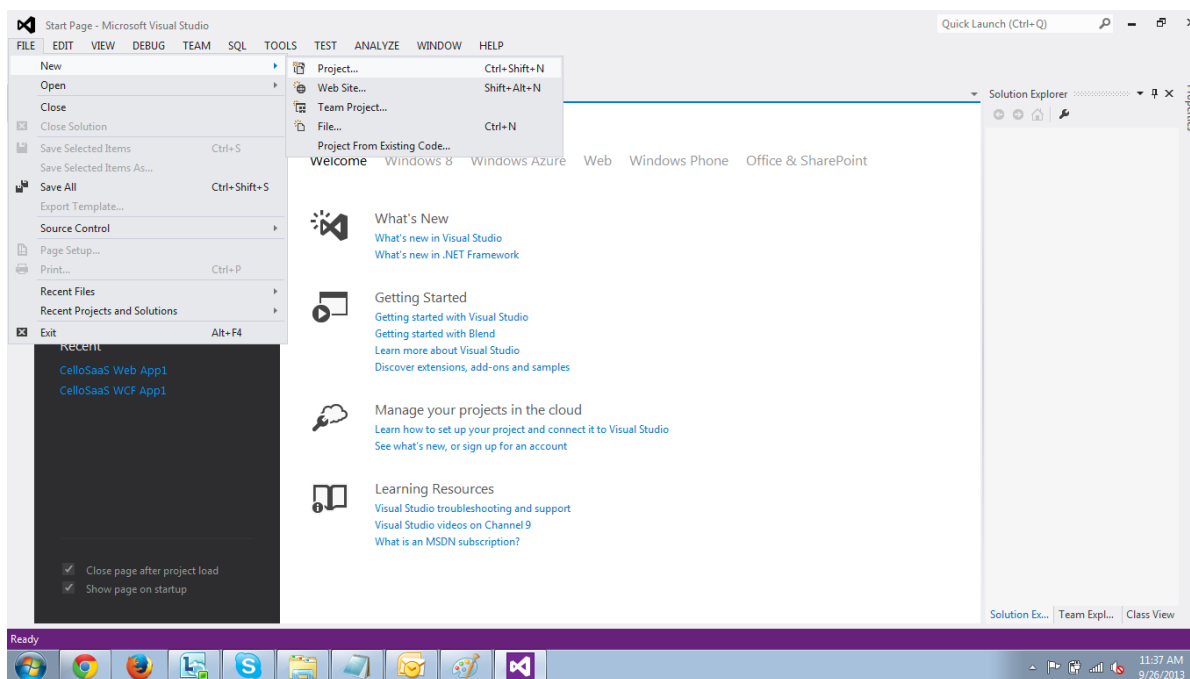 Start Page - Microsoft Visual Studio
Quick Launch (Ctrl+Q)
FILE EDIT VIEW DEBUG TEAM SQL TOOLS TEST ANALYZE WINDOW HELP
New
Open
Close
Close Solution
Save Selected Items Ctrl+S
Save Selected Items As...
Save All Ctrl+Shift+S
Export Template...
Source Control
Page Setup...
Print... Ctrl+P
Recent Files
Recent Projects and Solutions
Exit Alt+F4
Project... Ctrl+Shift+N
Web Site... Shift+Alt+N
Team Project...
File... Ctrl+N
Project From Existing Code...
Solution Explorer
Properties
Welcome Windows 8 Windows Azure Web Windows Phone Office & SharePoint
What's New
What's new in Visual Studio
What's new in .NET Framework
Getting Started
Getting started with Visual Studio
Getting started with Blend
Learn more about Visual Studio
Discover extensions, add-ons and samples
Recent
CelloSaaS Web App1
CelloSaaS WCF App1
Manage your projects in the cloud
Learn how to set up your project and connect it to Visual Studio
See what's new, or sign up for an account
Learning Resources
Visual Studio troubleshooting and support
Visual Studio videos on Channel 9
What is an MSDN subscription?
Close page after project load
Show page on startup
Solution Ex... Team Expl... Class View
Ready
11:37 AM
9/26/2013